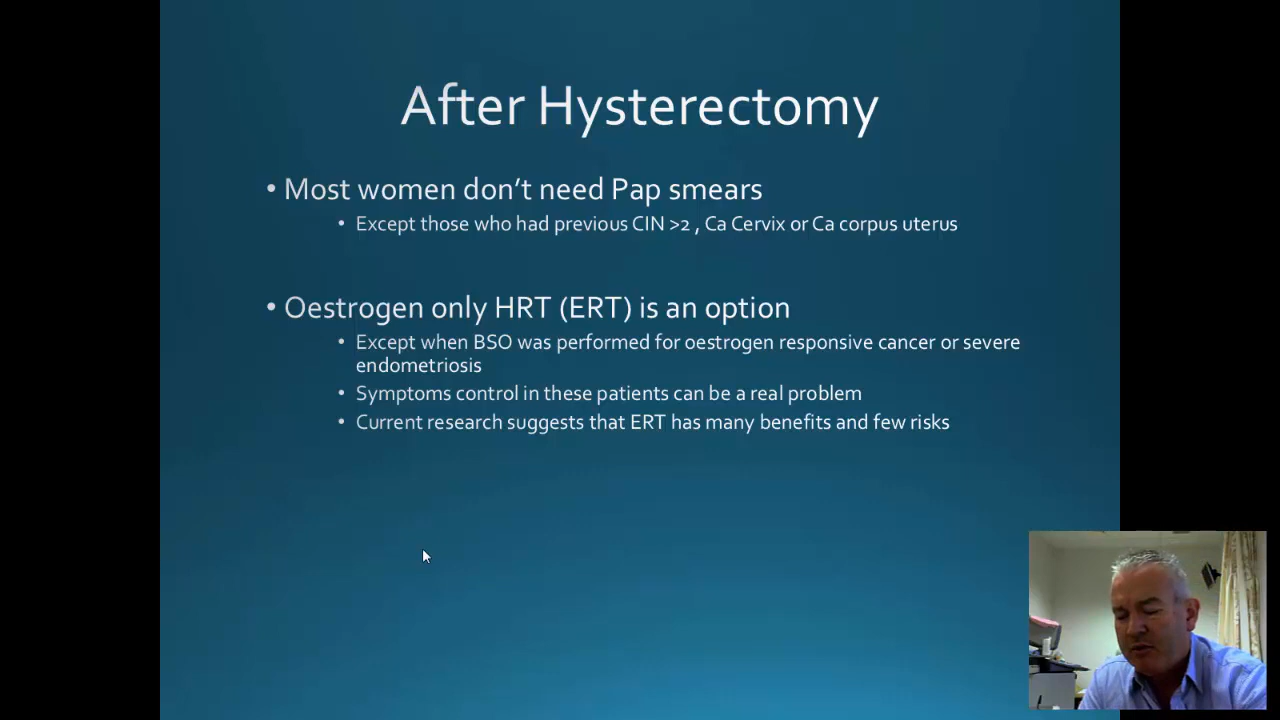 After Hysterectomy
• Most women don’t need Pap smears
• Except those who had previous CIN >2 , Ca Cervix or Ca corpus uterus
• Oestrogen only HRT (ERT) is an option
• Except when BSO was performed for oestrogen responsive cancer or severe
endometriosis
• Symptoms control in these patients can be a real problem
• Current research suggests that ERT has many benefits and few risks